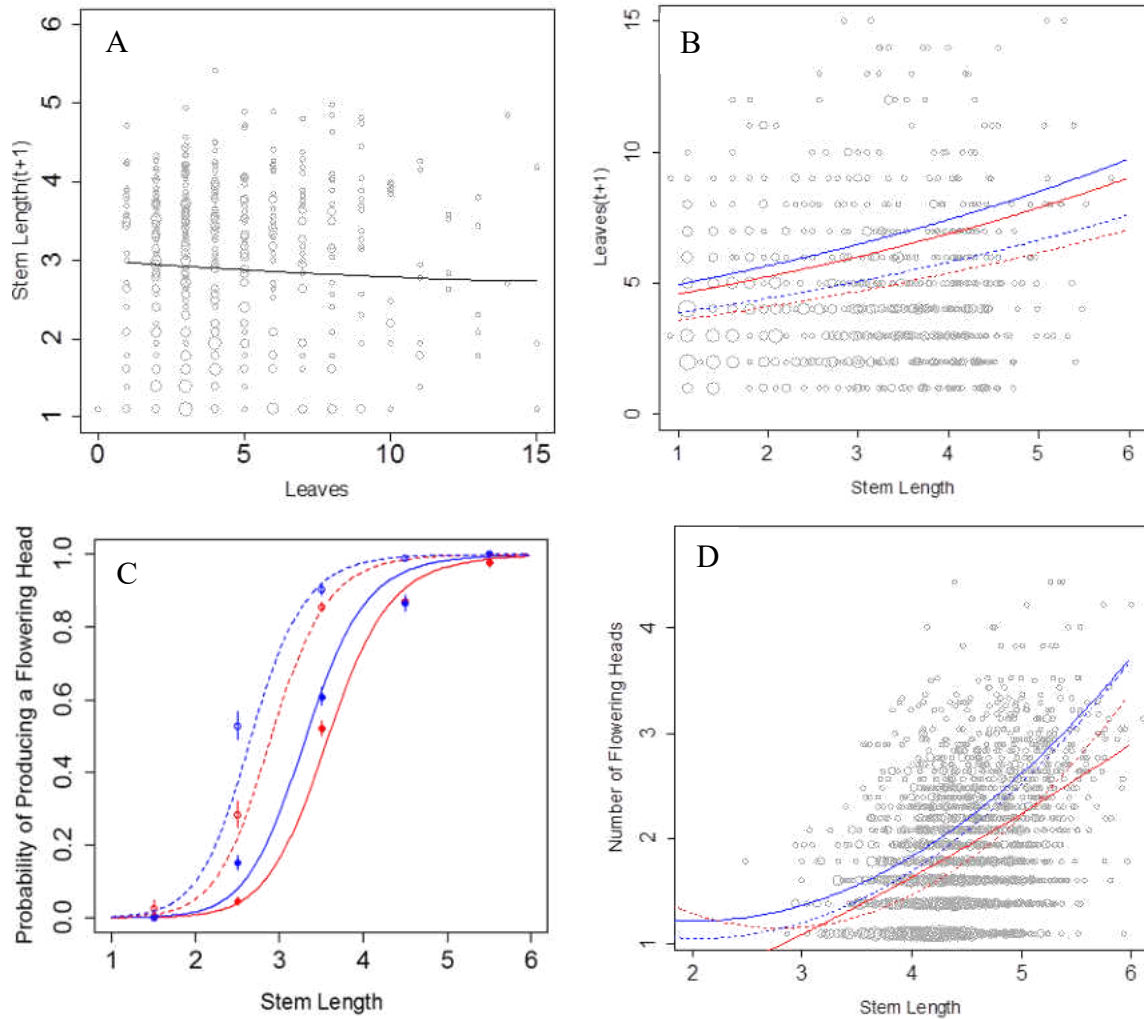 A
Stem Length(t+1)
6
5
4
3
2
1
0 5 10 15
Leaves
B
Leaves(t+1)
15
10
5
0
1 2 3 4 5 6
Stem Length
C
Probability of Producing a Flowering Head
1.0
0.8
0.6
0.4
0.2
0.0
1 2 3 4 5 6
Stem Length
D
Number of Flowering Heads
4
3
2
1
2 3 4 5 6
Stem Length